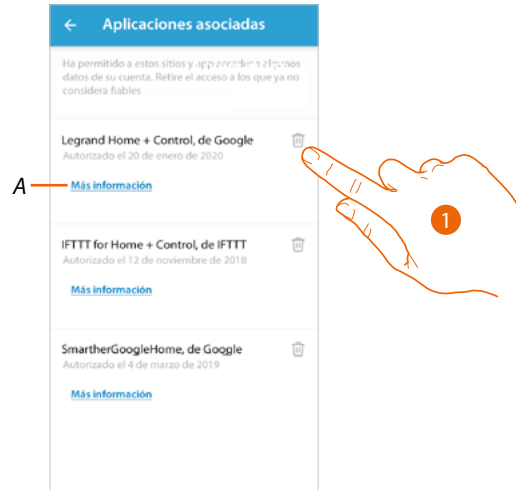 Aplicaciones asociadas
Ha permitido a estos sitios y app acceder a algunos
datos de su cuenta. Retire el acceso a los que ya no
considera fiables
Legrand Home + Control, de Google
Autorizado el 20 de enero de 2020
A
Más información
1
IFTTT for Home + Control, de IFTTT
Autorizado el 12 de noviembre de 2018
Más información
SmartherGoogleHome, de Google
Autorizado el 4 de marzo de 2019
Más información